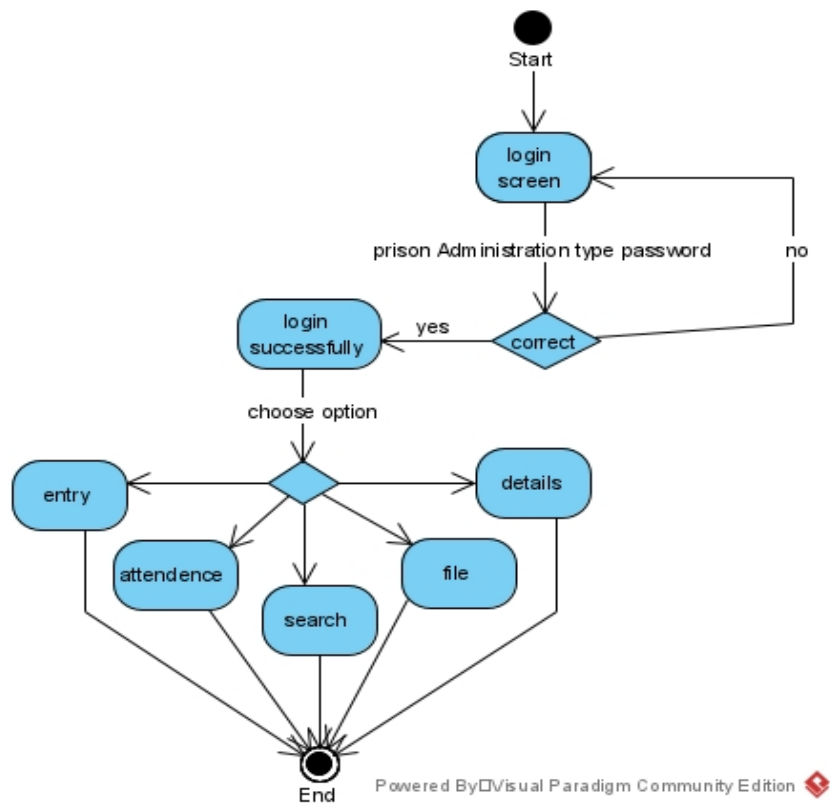 Start
login
screen
prison Administration type password
no
correct
yes
login
successfully
choose option
entry
details
attendence
file
search
End
Powered By□Visual Paradigm Community Edition